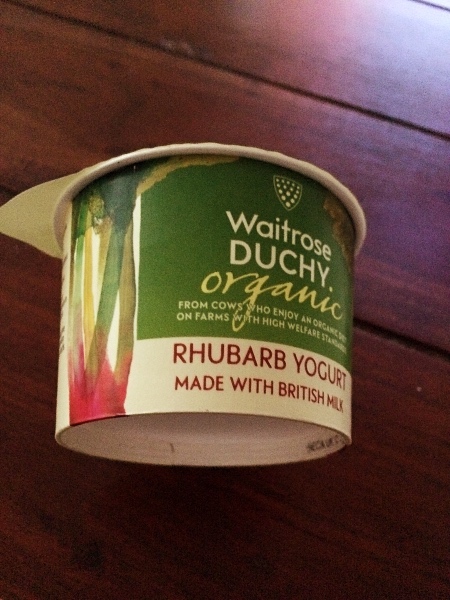 Waitrose
DUCHY
organic
FROM COWS WHO ENJOY AN ORGANIC DIET
ON FARMS WITH HIGH WELFARE STANDARDS
RHUBARB YOGURT
MADE WITH BRITISH MILK